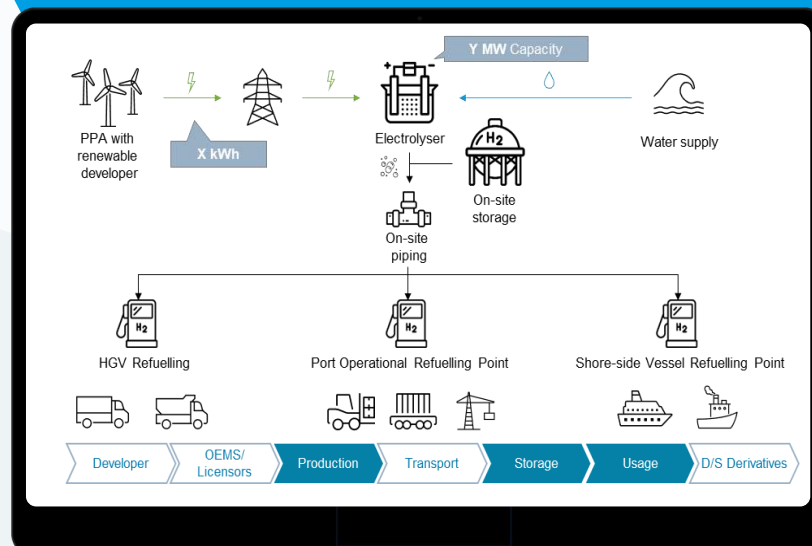 Y MW Capacity
PPA with
renewable
developer
X kWh
Electrolyser
Water supply
H2
On-site
storage
On-site
piping
H2
H2
H2
HGV Refuelling
Port Operational Refuelling Point
Shore-side Vessel Refuelling Point
Developer
OEMS/
Licensors
Production
Transport
Storage
Usage
D/S Derivatives